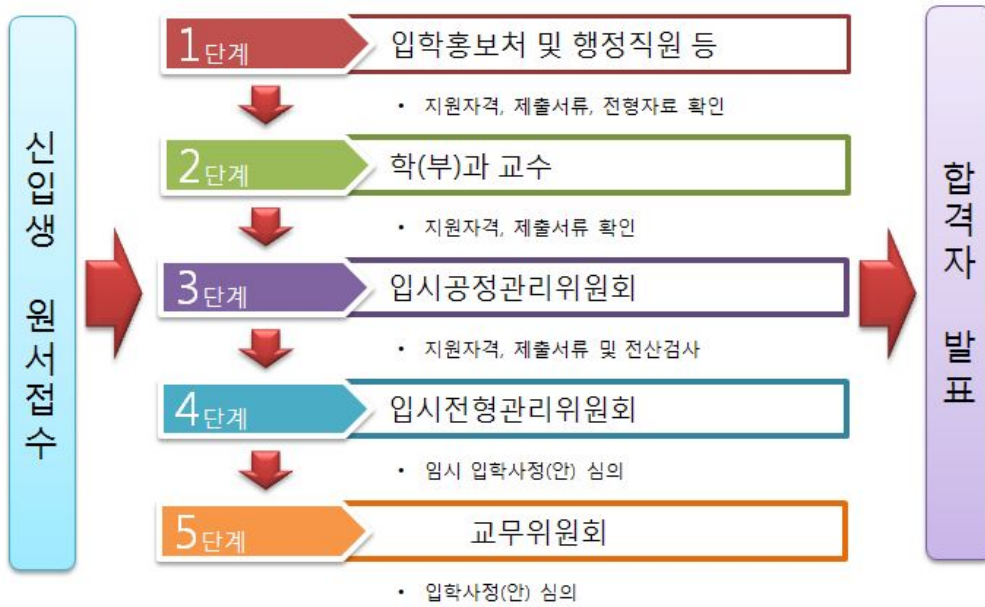 신입생 원서접수
1단계 입학홍보처 및 행정직원 등
• 지원자격, 제출서류, 전형자료 확인
2단계 학(부)과 교수
• 지원자격, 제출서류 확인
3단계 입시공정관리위원회
• 지원자격, 제출서류 및 전산검사
4단계 입시전형관리위원회
• 임시 입학사정(안) 심의
5단계 교무위원회
• 입학사정(안) 심의
합격자 발표